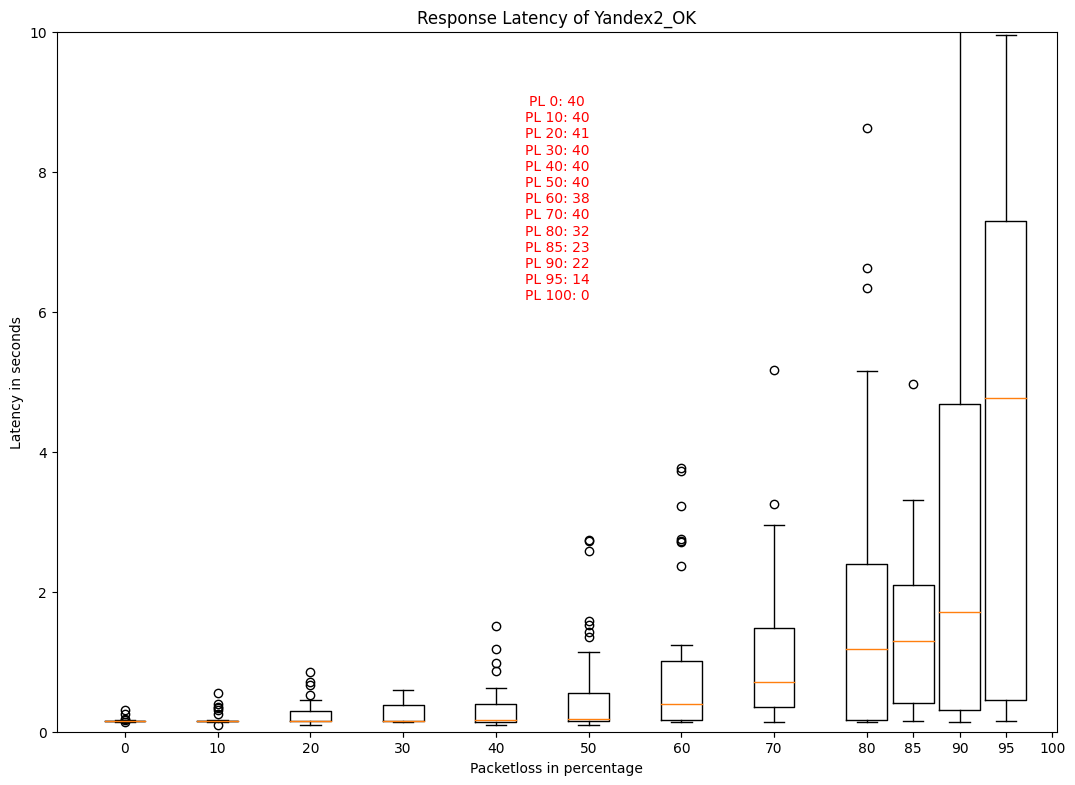 Response Latency of Yandex2_OK
10
8
6
4
2
0
Latency in seconds
PL 0: 40
PL 10: 40
PL 20: 41
PL 30: 40
PL 40: 40
PL 50: 40
PL 60: 38
PL 70: 40
PL 80: 32
PL 85: 23
PL 90: 22
PL 95: 14
PL 100: 0
0 10 20 30 40 50 60 70 80 85 90 95 100
Packetloss in percentage